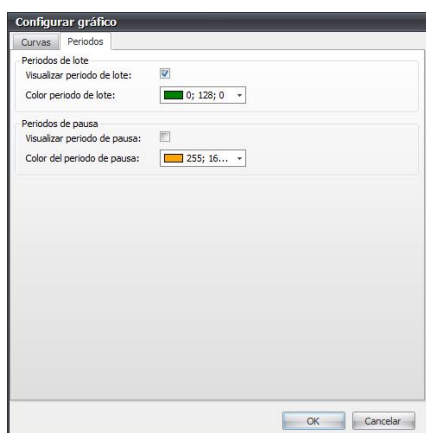 Configurar gráfico
Curvas Periodos
Periodos de lote
Visualizar periodo de lote:
Color periodo de lote: 0; 128; 0
Periodos de pausa
Visualizar periodo de pausa:
Color del periodo de pausa: 255; 16...
OK Cancelar